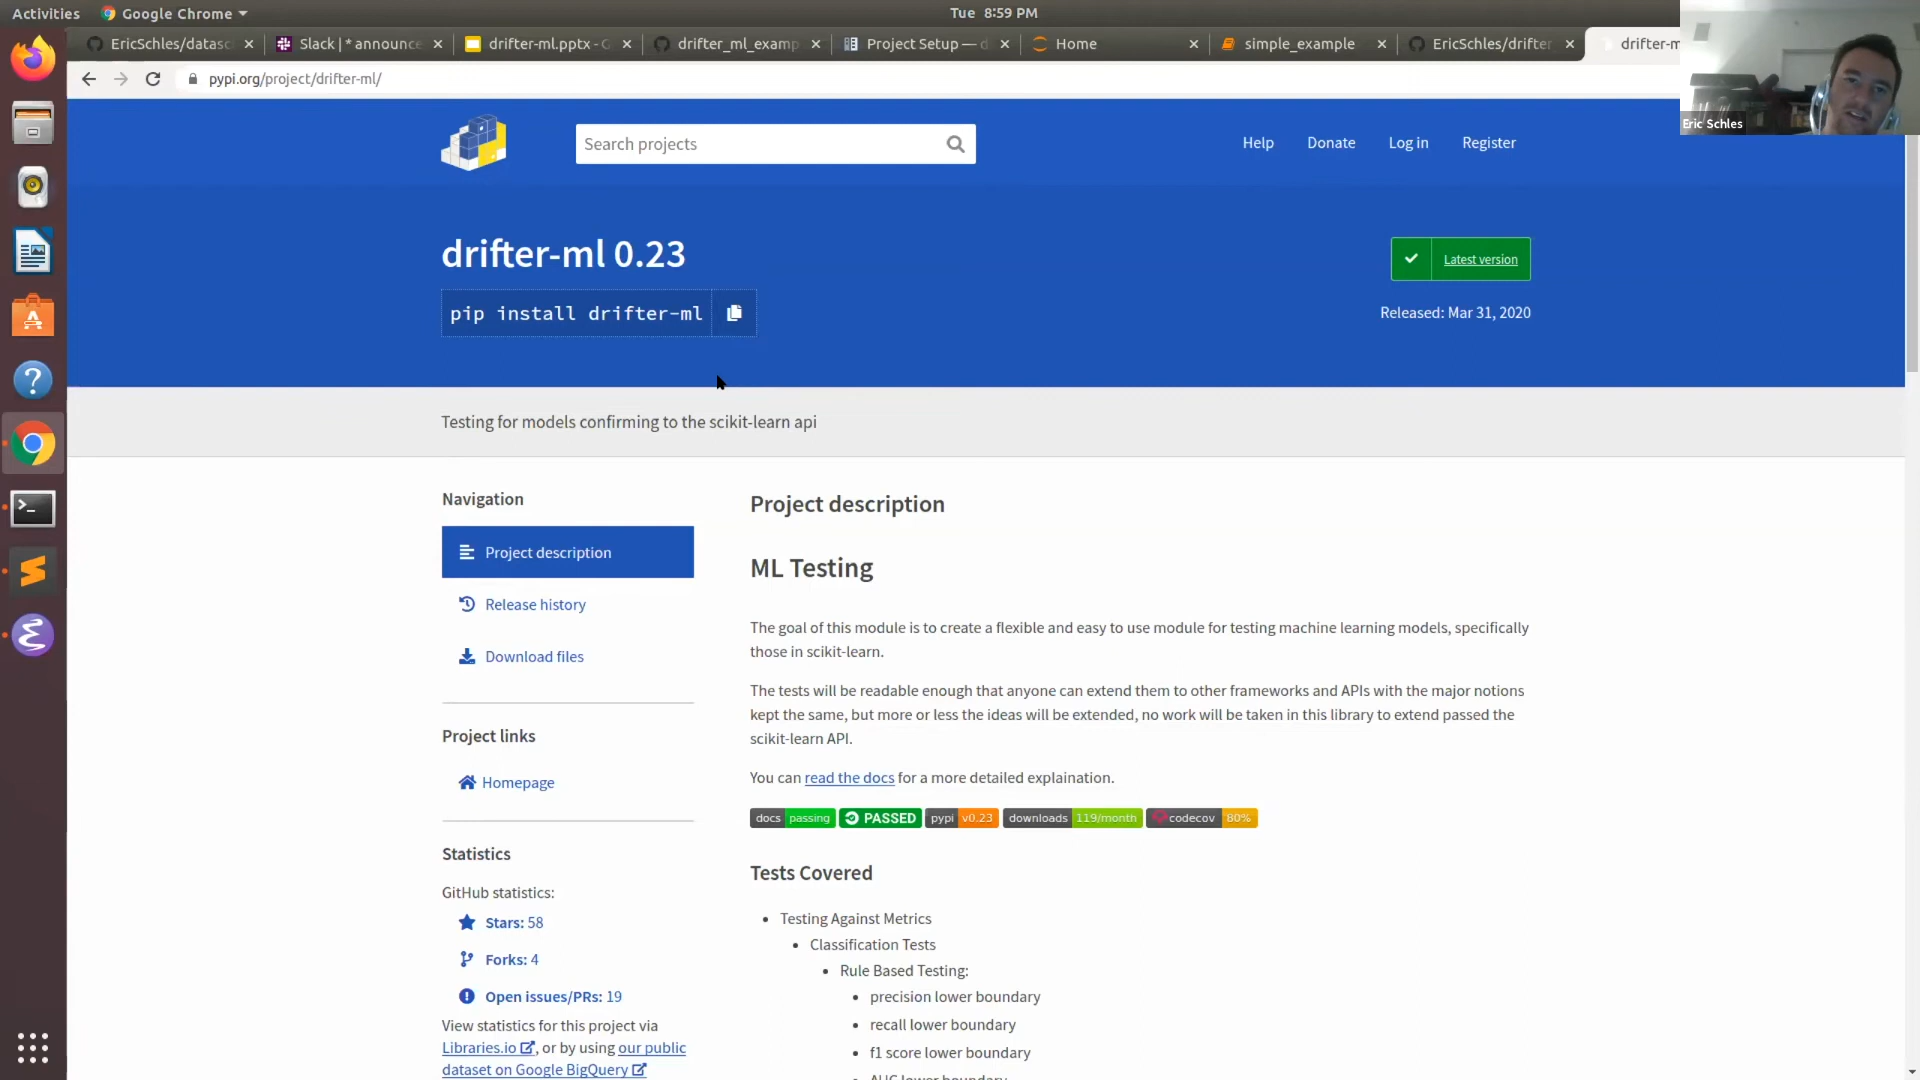 Activities
Google Chrome
Tue 8:59 PM
EricSchles/datasc
Slack | * announce
drifter-ml.pptx - G
drifter_ml_examp
Project Setup — d
Home
simple_example
EricSchles/drifter
drifter-m
pypi.org/project/drifter-ml/
Eric Schles
Search projects
Help
Donate
Log in
Register
drifter-ml 0.23
Latest version
pip install drifter-ml
Released: Mar 31, 2020
Testing for models confirming to the scikit-learn api
Navigation
Project description
Release history
Download files
Project links
Homepage
Statistics
GitHub statistics:
Stars: 58
Forks: 4
Open issues/PRs: 19
View statistics for this project via
Libraries.io, or by using our public
dataset on Google BigQuery
Project description
ML Testing
The goal of this module is to create a flexible and easy to use module for testing machine learning models, specifically
those in scikit-learn.
The tests will be readable enough that anyone can extend them to other frameworks and APIs with the major notions
kept the same, but more or less the ideas will be extended, no work will be taken in this library to extend passed the
scikit-learn API.
You can read the docs for a more detailed explaination.
docs passing PASSED pypi v0.23 downloads 119/month codecov 80%
Tests Covered
• Testing Against Metrics
• Classification Tests
• Rule Based Testing:
• precision lower boundary
• recall lower boundary
• f1 score lower boundary
• AUC lower boundary